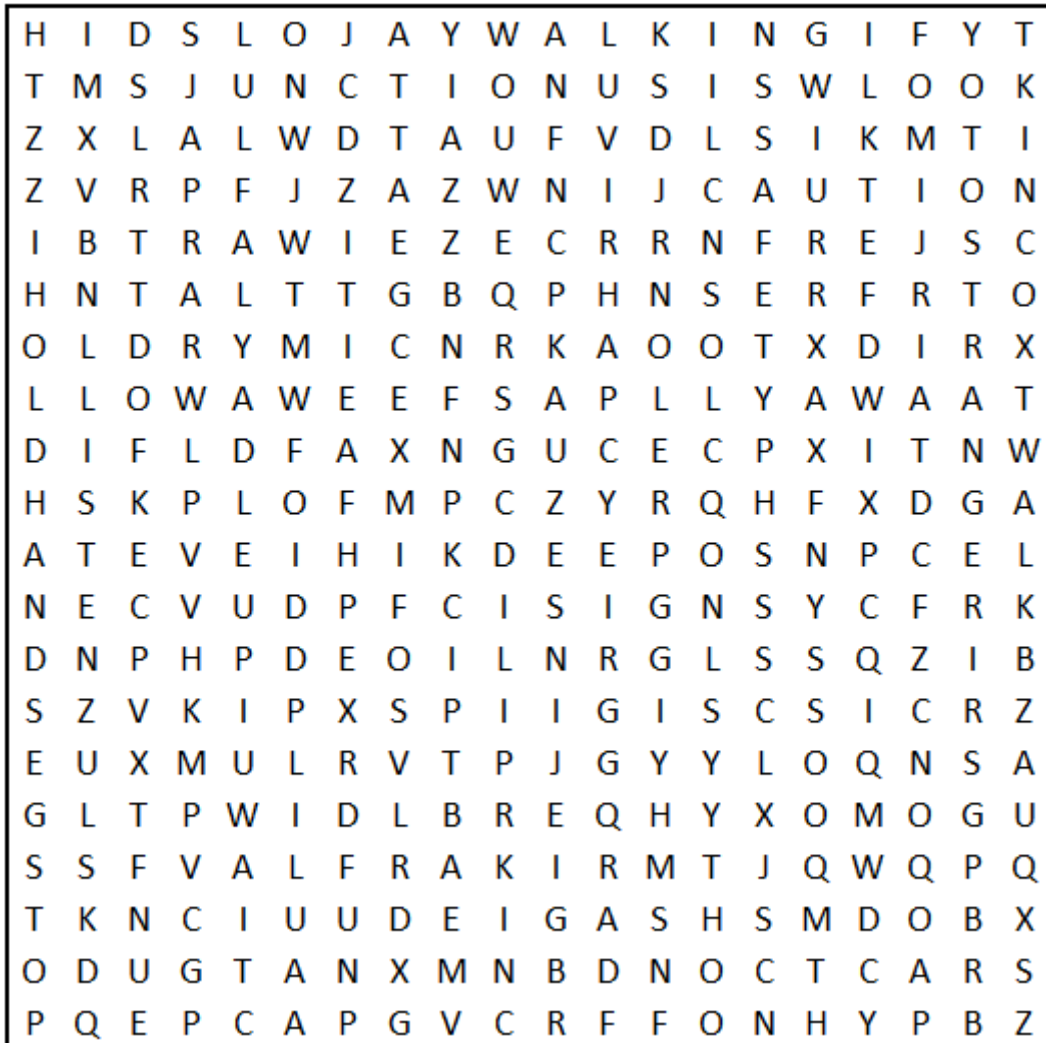 H I D S L O J A Y W A L K I N G I F Y T
T M S J U N C T I O N U S I S W L O O K
Z X L A L W D T A U F V D L S I K M T I
Z V R P F J Z A Z W N I J C A U T I O N
I B T R A W I E Z E C R R N F R E J S C
H N T A L T T G B Q P H N S E R F R T O
O L D R Y M I C N R K A O O T X D I R X
L L O W A W E E F S A P L L Y A W A A T
D I F L D F A X N G U C E C P X I T N W
H S K P L O F M P C Z Y R Q H F X D G A
A T E V E I H I K D E E P O S N P C E L
N E C V U D P F C I S I G N S Y C F R K
D N P H P D E O I L N R G L S S Q Z I B
S Z V K I P X S P I I G I S C S I C R Z
E U X M U L R V T P J G Y Y L O Q N S A
G L T P W I D L B R E Q H Y X O M O G U
S S F V A L F R A K I R M T J Q W Q P Q
T K N C I U U D E I G A S H S M D O B X
O D U G T A N X M N B D N O C T C A R S
P Q E P C A P G V C R F F O N H Y P B Z